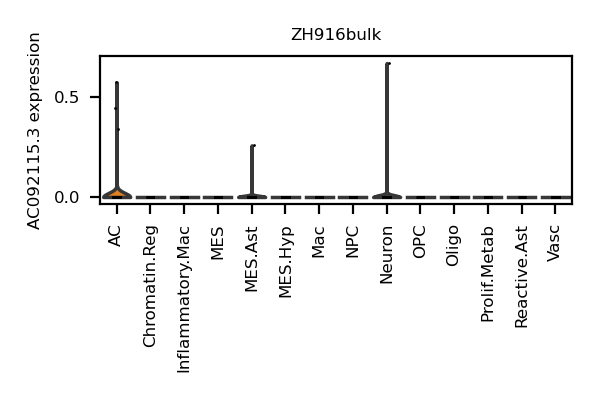 ZH916bulk
AC092115.3 expression
0.5
0.0
AC
Chromatin.Reg
Inflammatory.Mac
MES
MES.Ast
MES.Hyp
Mac
NPC
Neuron
OPC
Oligo
Prolif.Metab
Reactive.Ast
Vasc